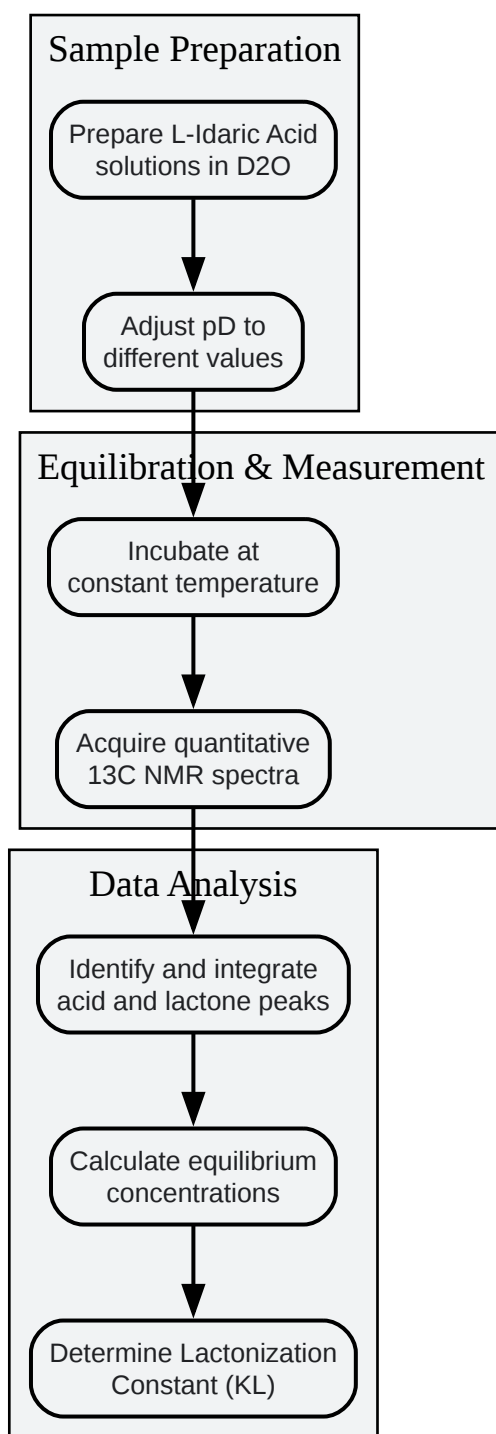 Sample Preparation
Prepare L-Idaric Acid
solutions in D2O
Adjust pD to
different values
Equilibration & Measurement
Incubate at
constant temperature
Acquire quantitative
13C NMR spectra
Data Analysis
Identify and integrate
acid and lactone peaks
Calculate equilibrium
concentrations
Determine Lactonization
Constant (KL)